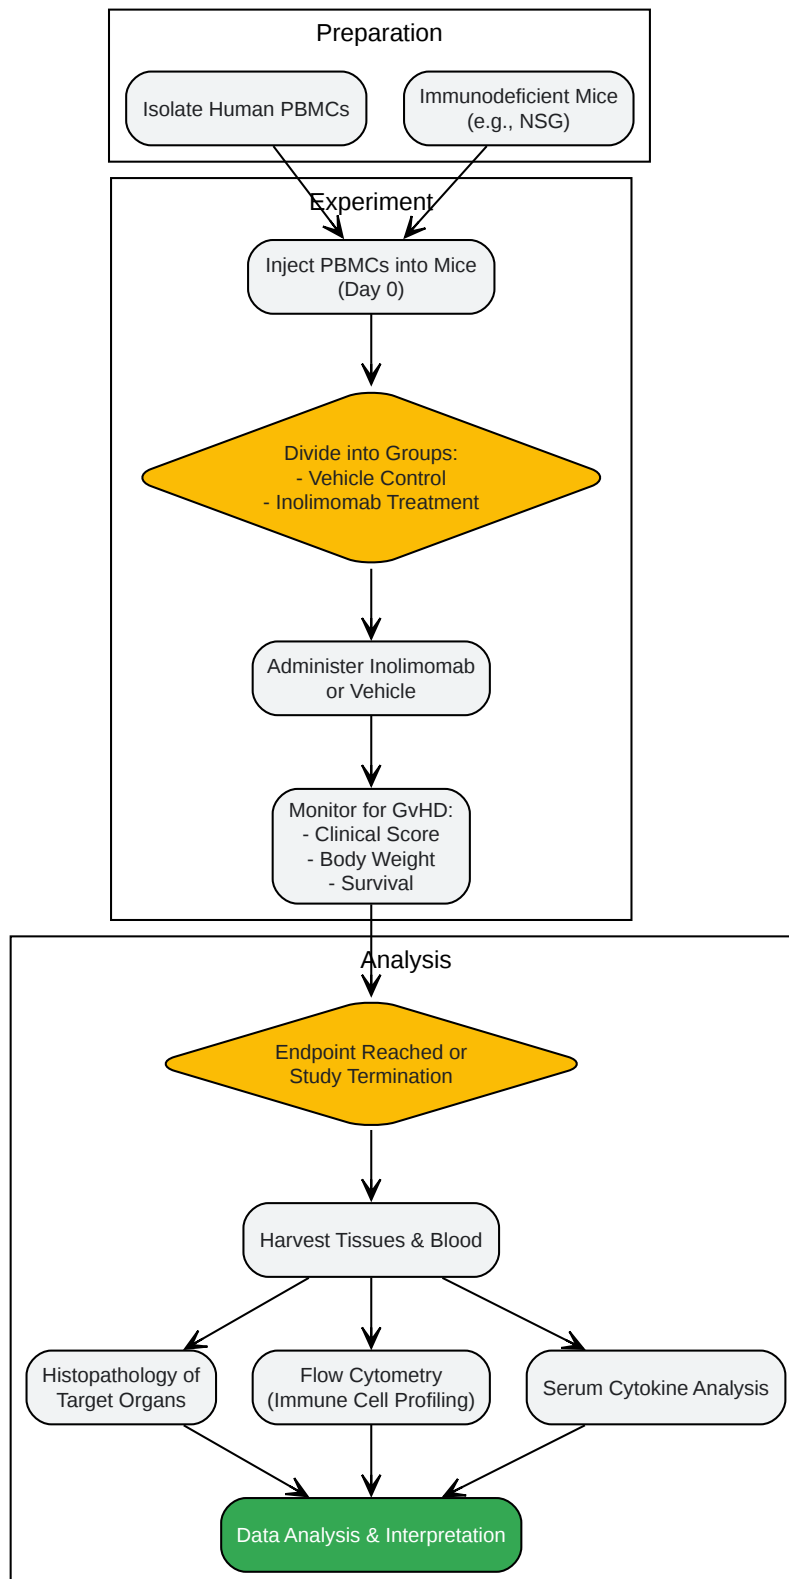 Preparation
Isolate Human PBMCs
Immunodeficient Mice
(e.g., NSG)
Experiment
Inject PBMCs into Mice
(Day 0)
Divide into Groups:
- Vehicle Control
- Inolimomab Treatment
Administer Inolimomab
or Vehicle
Monitor for GvHD:
- Clinical Score
- Body Weight
- Survival
Analysis
Endpoint Reached or
Study Termination
Harvest Tissues & Blood
Histopathology of
Target Organs
Flow Cytometry
(Immune Cell Profiling)
Serum Cytokine Analysis
Data Analysis & Interpretation